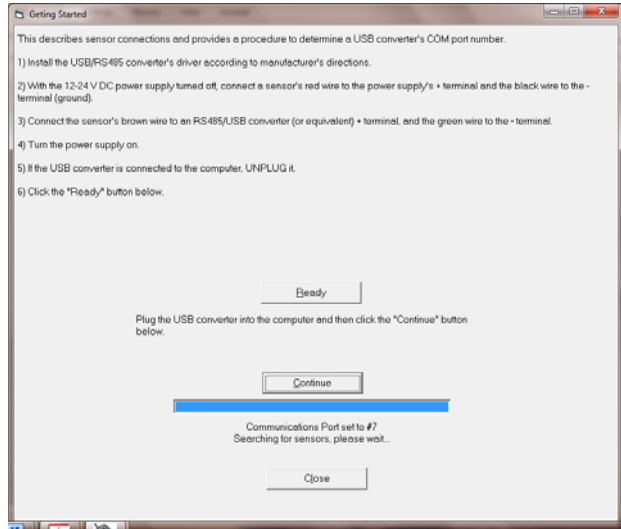 Geting Started
This describes sensor connections and provides a procedure to determine a USB converter's COM port number.
1) Install the USB/RS485 converter's driver according to manufacturer's directions.
2) With the 12-24 V DC power supply turned off, connect a sensor's red wire to the power supply's + terminal and the black wire to the -
terminal (ground).
3) Connect the sensor's brown wire to an RS485/USB converter (or equivalent) + terminal, and the green wire to the - terminal.
4) Turn the power supply on.
5) If the USB converter is connected to the computer, UNPLUG it.
6) Click the "Ready" button below.
Ready
Plug the USB converter into the computer and then click the "Continue" button
below.
Continue
Communications Port set to #7
Searching for sensors, please wait...
Close